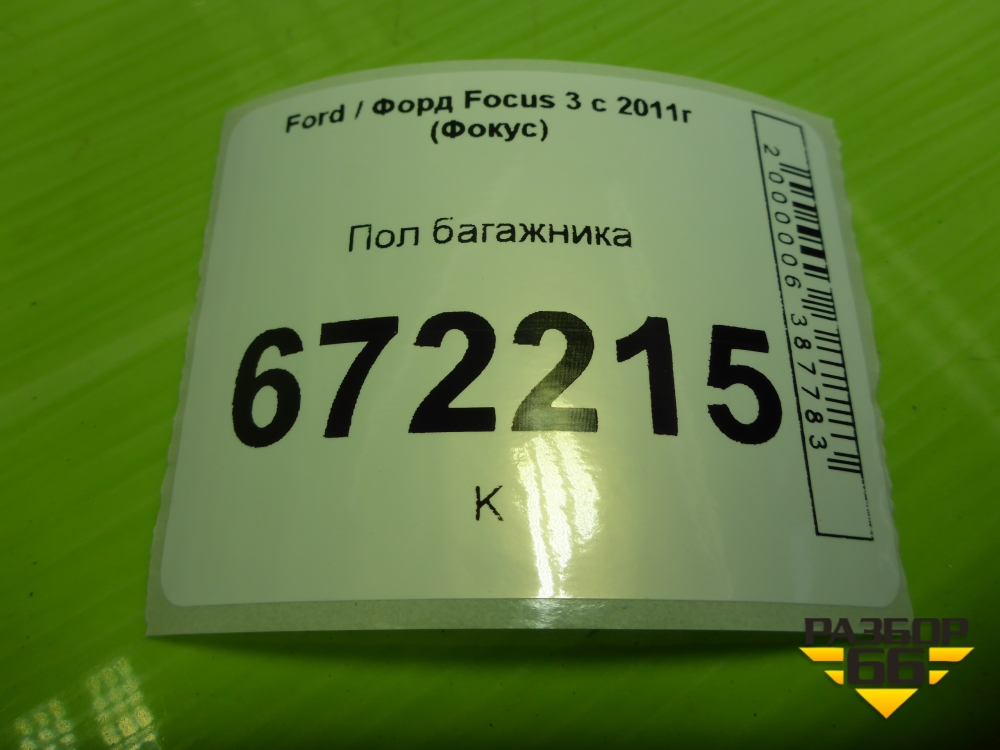 Ford / Форд Focus 3 с 2011г
(Фокус)
Пол багажника
672215
К
2000006387783
РАЗБОР
66